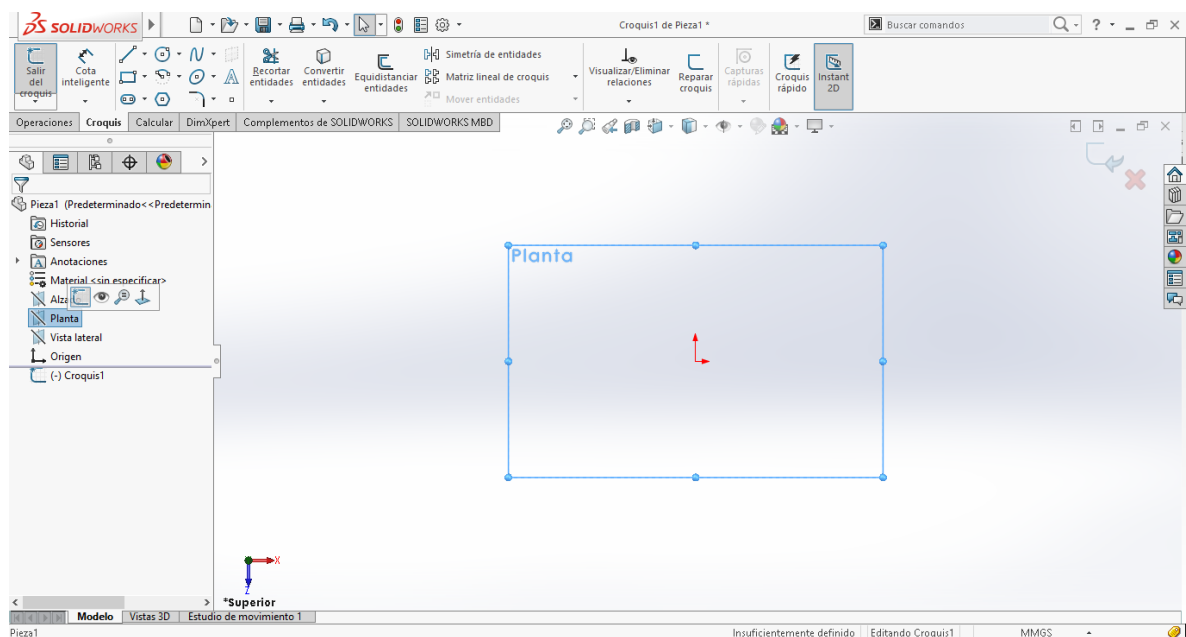 SOLIDWORKS
Croquis1 de Pieza1 *
Buscar comandos
?
Salir del croquis
Cota inteligente
Recortar entidades
Convertir entidades
Equidistanciar entidades
Simetría de entidades
Matriz lineal de croquis
Mover entidades
Visualizar/Eliminar relaciones
Reparar croquis
Capturas rápidas
Croquis rápido
Instant 2D
Operaciones
Croquis
Calcular
DimXpert
Complementos de SOLIDWORKS
SOLIDWORKS MBD
Pieza1 (Predeterminado<<Predetermin
Historial
Sensores
Anotaciones
Material <sin especificar>
Alza
Planta
Vista lateral
Origen
(-) Croquis1
Planta
X
Z
*Superior
Modelo
Vistas 3D
Estudio de movimiento 1
Pieza1
Insuficientemente definido
Editando Croquis1
MMGS